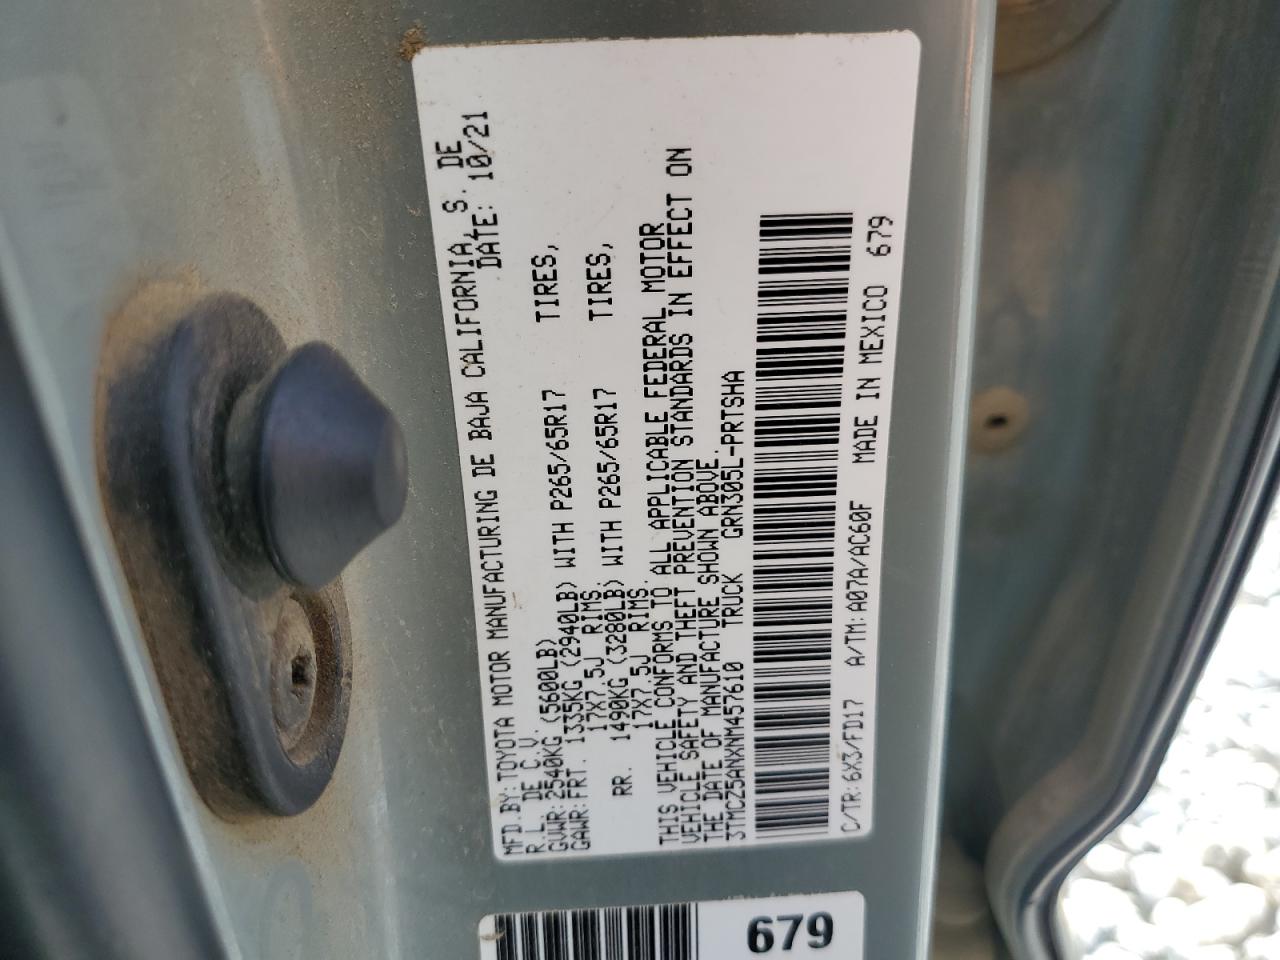 MFD.BY: TOYOTA MOTOR MANUFACTURING DE BAJA CALIFORNIA, S. DE
R.L. DE C.V. DATE: 10/21
GVWR: 2540KG (5600LB)
GAWR: FRT. 1335KG (2940LB) WITH P265/65R17 TIRES,
17X7.5J RIMS.
RR. 1490KG (3280LB) WITH P265/65R17 TIRES,
17X7.5J RIMS.
THIS VEHICLE CONFORMS TO ALL APPLICABLE FEDERAL MOTOR
VEHICLE SAFETY AND THEFT PREVENTION STANDARDS IN EFFECT ON
THE DATE OF MANUFACTURE SHOWN ABOVE.
3TMCZ5ANXNM457610 TRUCK GRN305L-PRTSHA
C/TR: 6X3/FD17 A/TM: A07A/AC60F MADE IN MEXICO 679
679